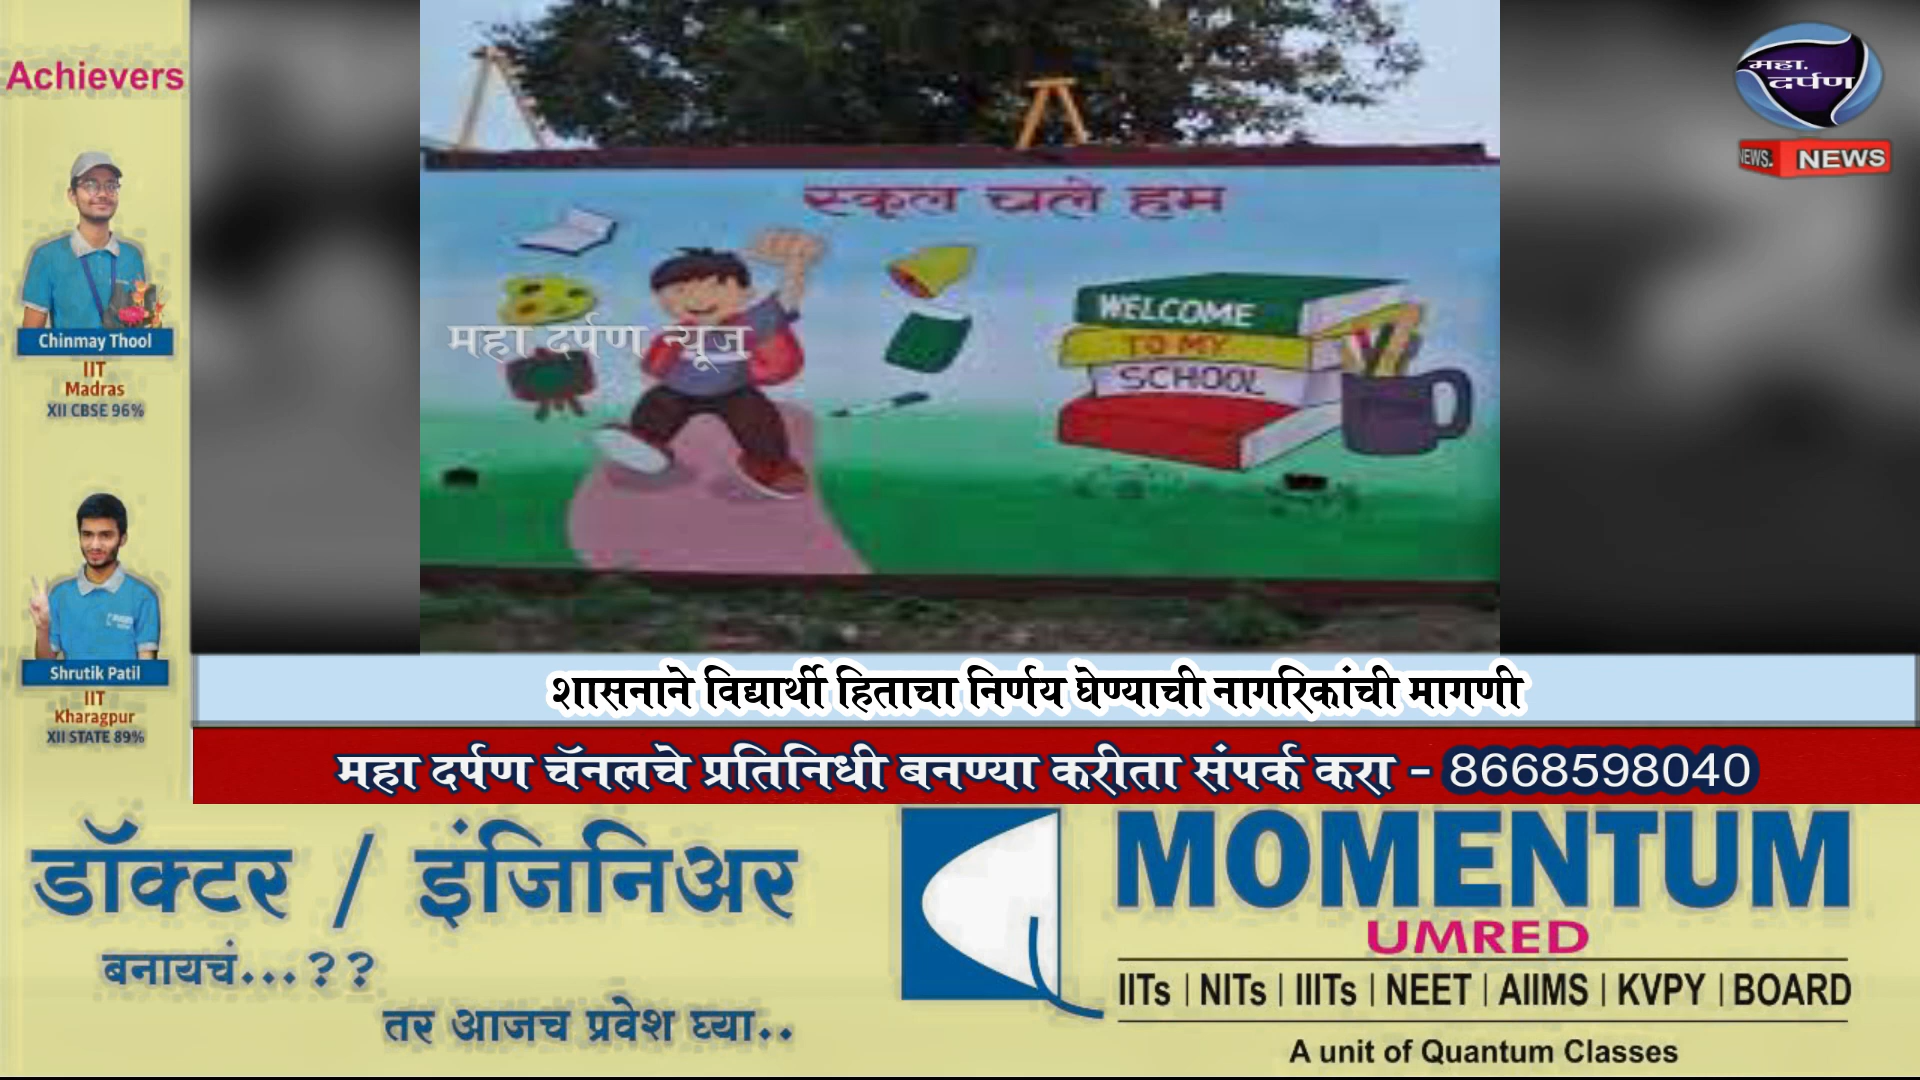 Achievers
Chinmay Thool
IIT
Madras
XII CBSE 96%
Shrutik Patil
IIT
Kharagpur
XII STATE 89%
महा.
दर्पण
NEWS. NEWS
स्कूल चले हम
महा दर्पण न्यूज
WELCOME
TO MY
SCHOOL
शासनाने विद्यार्थी हिताचा निर्णय घेण्याची नागरिकांची मागणी
महा दर्पण चॅनलचे प्रतिनिधी बनण्या करीता संपर्क करा - 8668598040
डॉक्टर / इंजिनिअर
बनायचं...??
तर आजच प्रवेश घ्या..
MOMENTUM
UMRED
IITs | NITs | IIITs | NEET | AIIMS | KVPY | BOARD
A unit of Quantum Classes